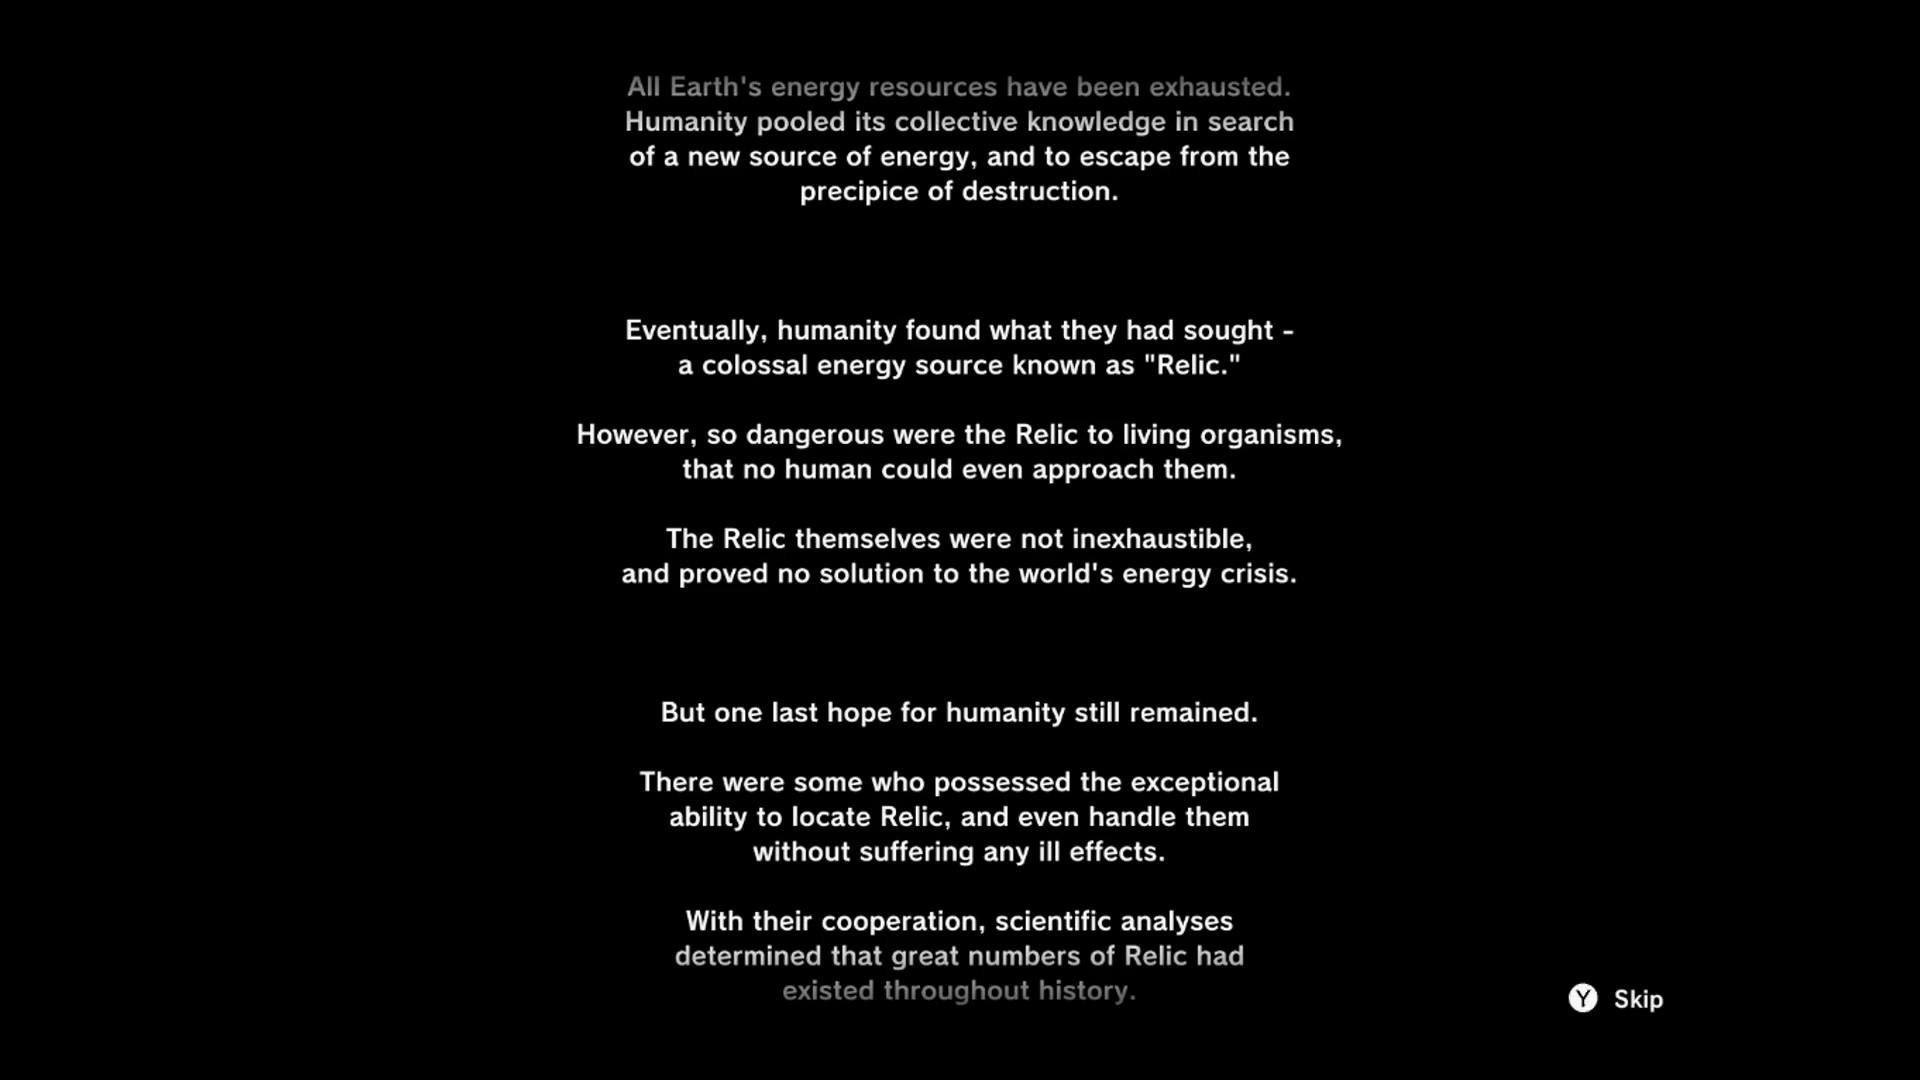 All Earth's energy resources have been exhausted.
Humanity pooled its collective knowledge in search
of a new source of energy, and to escape from the
precipice of destruction.
Eventually, humanity found what they had sought -
a colossal energy source known as "Relic."
However, so dangerous were the Relic to living organisms,
that no human could even approach them.
The Relic themselves were not inexhaustible,
and proved no solution to the world's energy crisis.
But one last hope for humanity still remained.
There were some who possessed the exceptional
ability to locate Relic, and even handle them
without suffering any ill effects.
With their cooperation, scientific analyses
determined that great numbers of Relic had
existed throughout history.
Y Skip